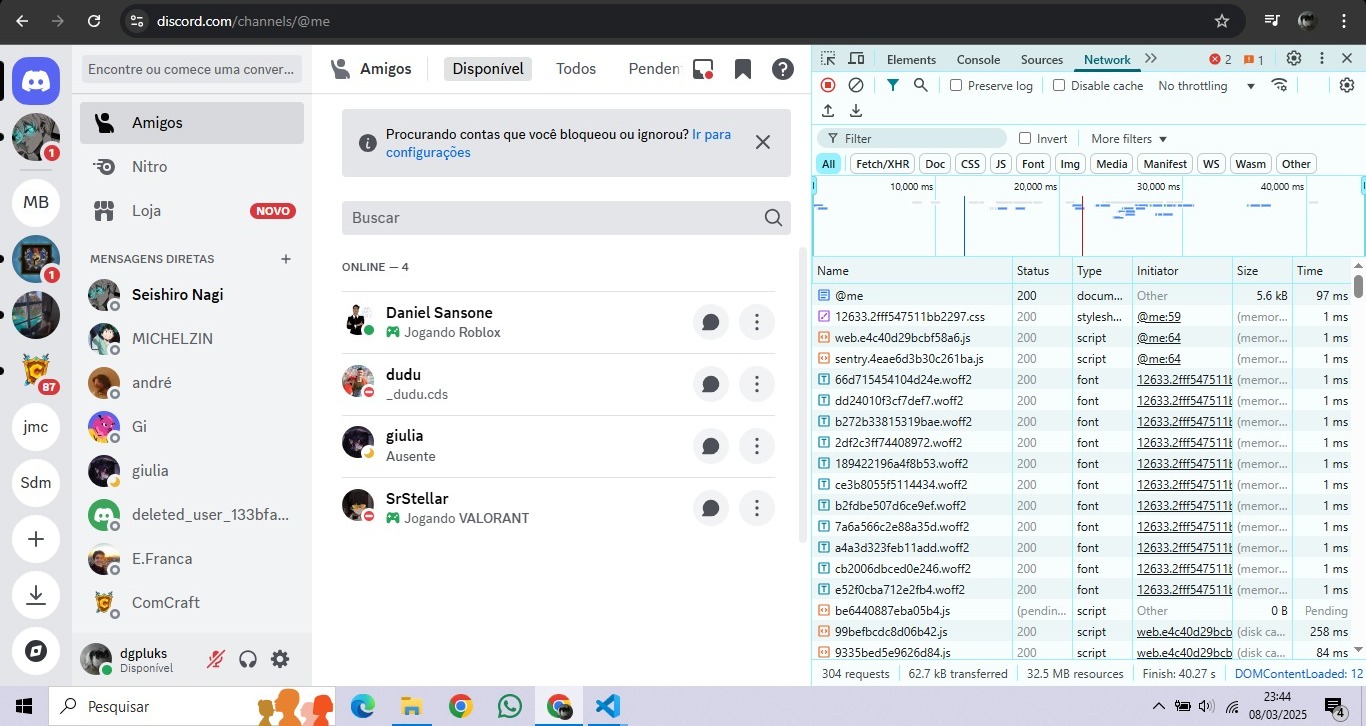 discord.com/channels/@me
Encontre ou comece uma conver...
Amigos
Disponível
Todos
Penden
Amigos
Nitro
Loja
NOVO
MENSAGENS DIRETAS
Seishiro Nagi
MICHELZIN
andré
Gi
giulia
deleted_user_133bfa...
E.Franca
ComCraft
dgpluks
Disponível
1
MB
1
87
jmc
Sdm
Procurando contas que você bloqueou ou ignorou? Ir para
configurações
Buscar
ONLINE — 4
Daniel Sansone
Jogando Roblox
dudu
_dudu.cds
giulia
Ausente
SrStellar
Jogando VALORANT
Elements
Console
Sources
Network
2
1
Preserve log
Disable cache
No throttling
Filter
Invert
More filters
All
Fetch/XHR
Doc
CSS
JS
Font
Img
Media
Manifest
WS
Wasm
Other
10,000 ms
20,000 ms
30,000 ms
40,000 ms
Name Status Type Initiator Size Time
@me 200 docum... Other 5.6 kB 97 ms
12633.2fff547511bb2297.css 200 stylesh... @me:59 (memor... 1 ms
web.e4c40d29bcbf58a6.js 200 script @me:64 (memor... 1 ms
sentry.4eae6d3b30c261ba.js 200 script @me:64 (memor... 1 ms
66d715454104d24e.woff2 200 font 12633.2fff547511b (memor... 1 ms
dd24010f3cf7def7.woff2 200 font 12633.2fff547511b (memor... 1 ms
b272b33815319bae.woff2 200 font 12633.2fff547511b (memor... 1 ms
2df2c3ff74408972.woff2 200 font 12633.2fff547511b (memor... 1 ms
189422196a4f8b53.woff2 200 font 12633.2fff547511b (memor... 1 ms
ce3b8055f5114434.woff2 200 font 12633.2fff547511b (memor... 1 ms
b2fdbe507d6ce9ef.woff2 200 font 12633.2fff547511b (memor... 1 ms
7a6a566c2e88a35d.woff2 200 font 12633.2fff547511b (memor... 1 ms
a4a3d323feb11add.woff2 200 font 12633.2fff547511b (memor... 1 ms
cb2006dbced0e246.woff2 200 font 12633.2fff547511b (memor... 1 ms
e52f0cba712e2fb4.woff2 200 font 12633.2fff547511b (memor... 1 ms
be6440887eba05b4.js (pendin... script Other 0 B Pending
99befbcdc8d06b42.js 200 script web.e4c40d29bcb (disk ca... 258 ms
9335bed5e9626d84.js 200 script web.e4c40d29bcb (disk ca... 84 ms
304 requests
62.7 kB transferred
32.5 MB resources
Finish: 40.27 s
DOMContentLoaded: 12
Pesquisar
23:44
08/03/2025
4